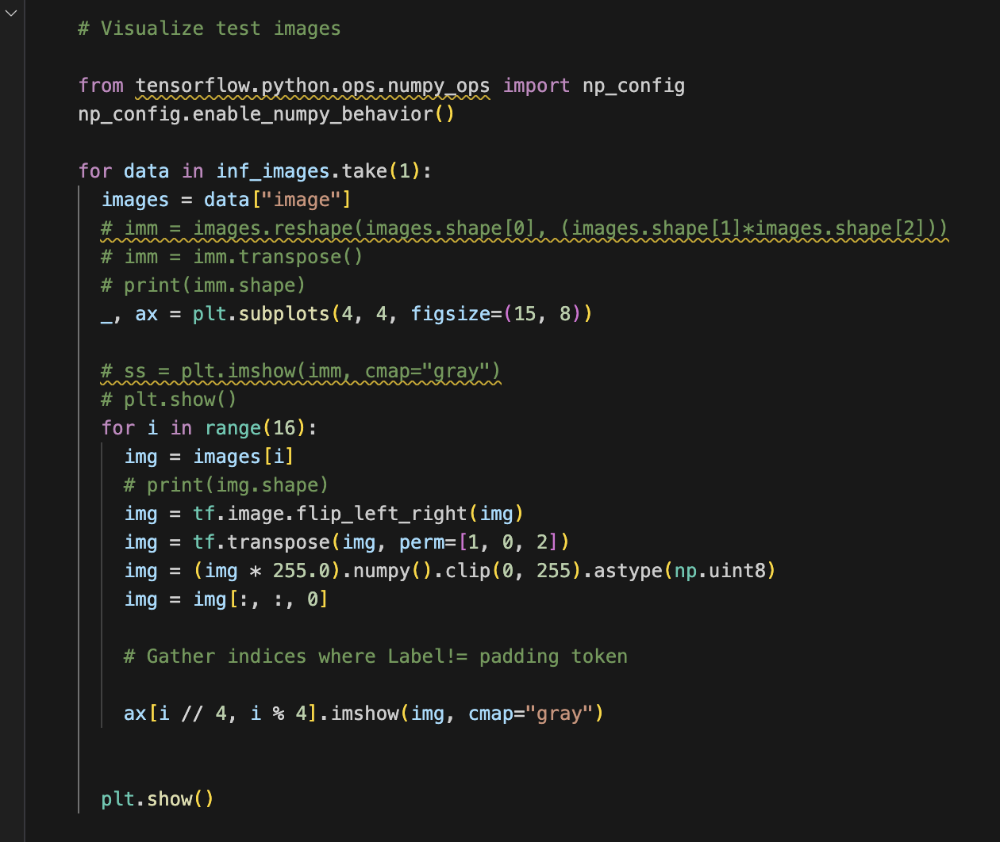 # Visualize test images
from tensorflow.python.ops.numpy_ops import np_config
np_config.enable_numpy_behavior()
for data in inf_images.take(1):
images = data["image"]
# imm = images.reshape(images.shape[0], (images.shape[1]*images.shape[2]))
# imm = imm.transpose()
# print(imm.shape)
_, ax = plt.subplots(4, 4, figsize=(15, 8))
# ss = plt.imshow(imm, cmap="gray")
# plt.show()
for i in range(16):
img = images[i]
# print(img.shape)
img = tf.image.flip_left_right(img)
img = tf.transpose(img, perm=[1, 0, 2])
img = (img * 255.0).numpy().clip(0, 255).astype(np.uint8)
img = img[:, :, 0]
# Gather indices where Label!= padding token
ax[i // 4, i % 4].imshow(img, cmap="gray")
plt.show()